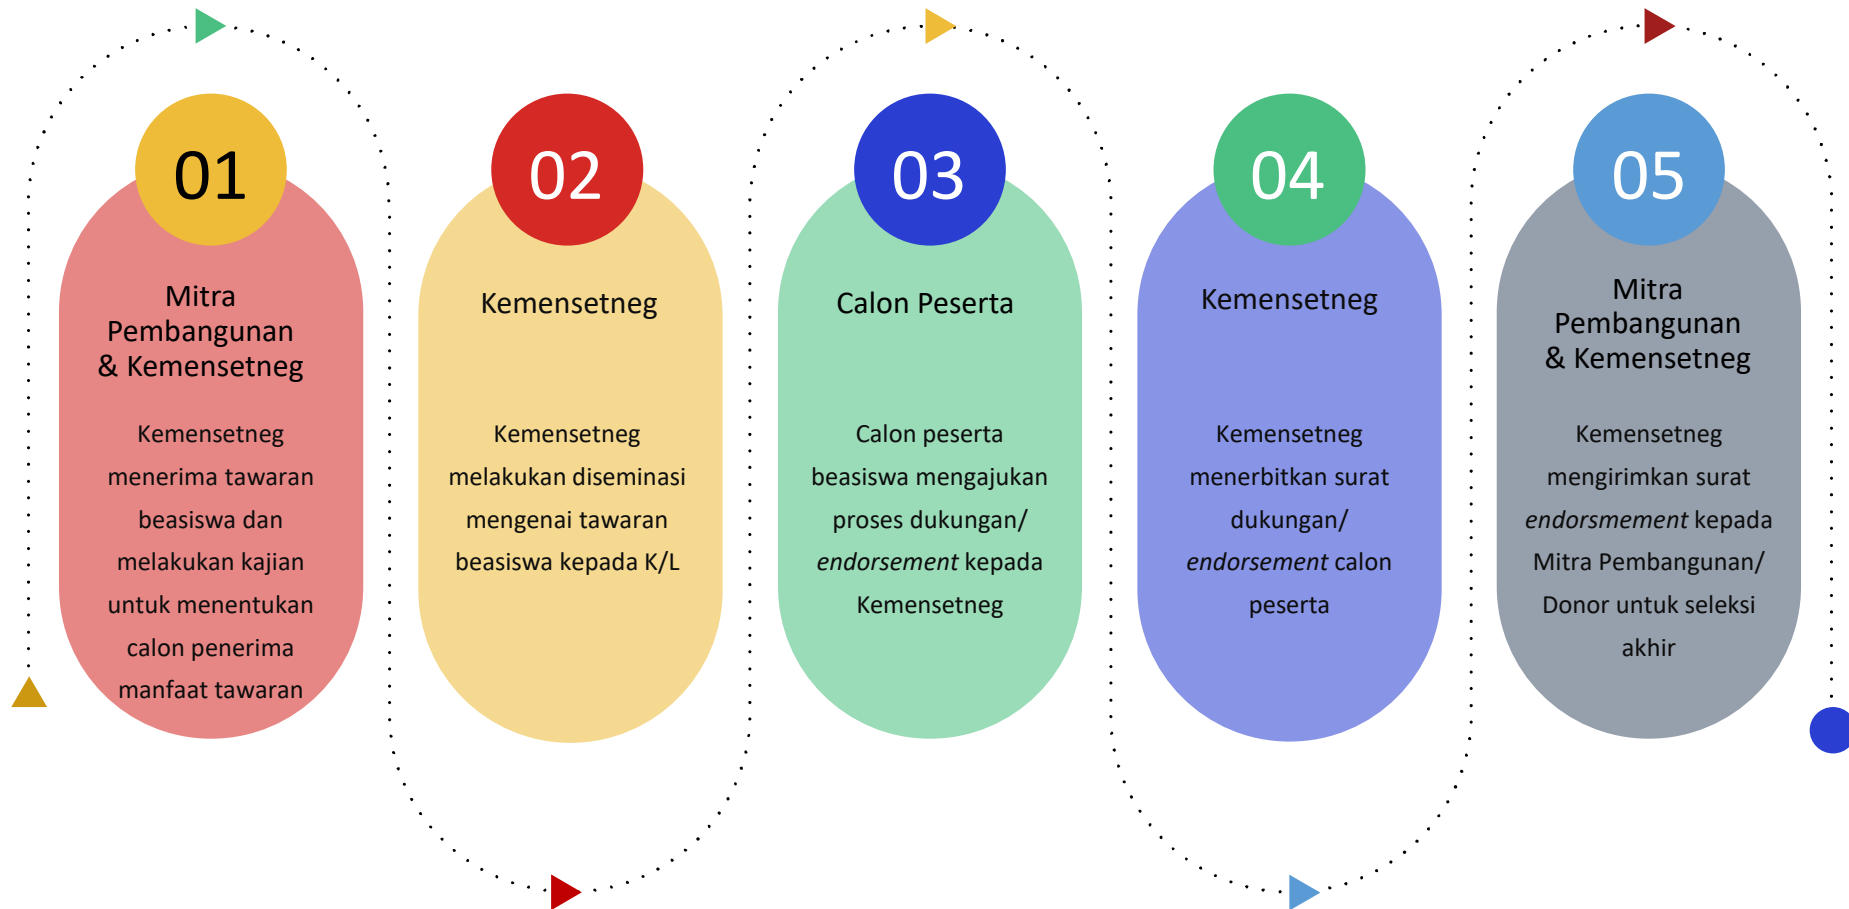 01
Mitra
Pembangunan
& Kemensetneg
Kemensetneg
menerima tawaran
beasiswa dan
melakukan kajian
untuk menentukan
calon penerima
manfaat tawaran
02
Kemensetneg
Kemensetneg
melakukan diseminasi
mengenai tawaran
beasiswa kepada K/L
03
Calon Peserta
Calon peserta
beasiswa mengajukan
proses dukungan/
endorsement kepada
Kemensetneg
04
Kemensetneg
Kemensetneg
menerbitkan surat
dukungan/
endorsement calon
peserta
05
Mitra
Pembangunan
& Kemensetneg
Kemensetneg
mengirimkan surat
endorsmement kepada
Mitra Pembangunan/
Donor untuk seleksi
akhir